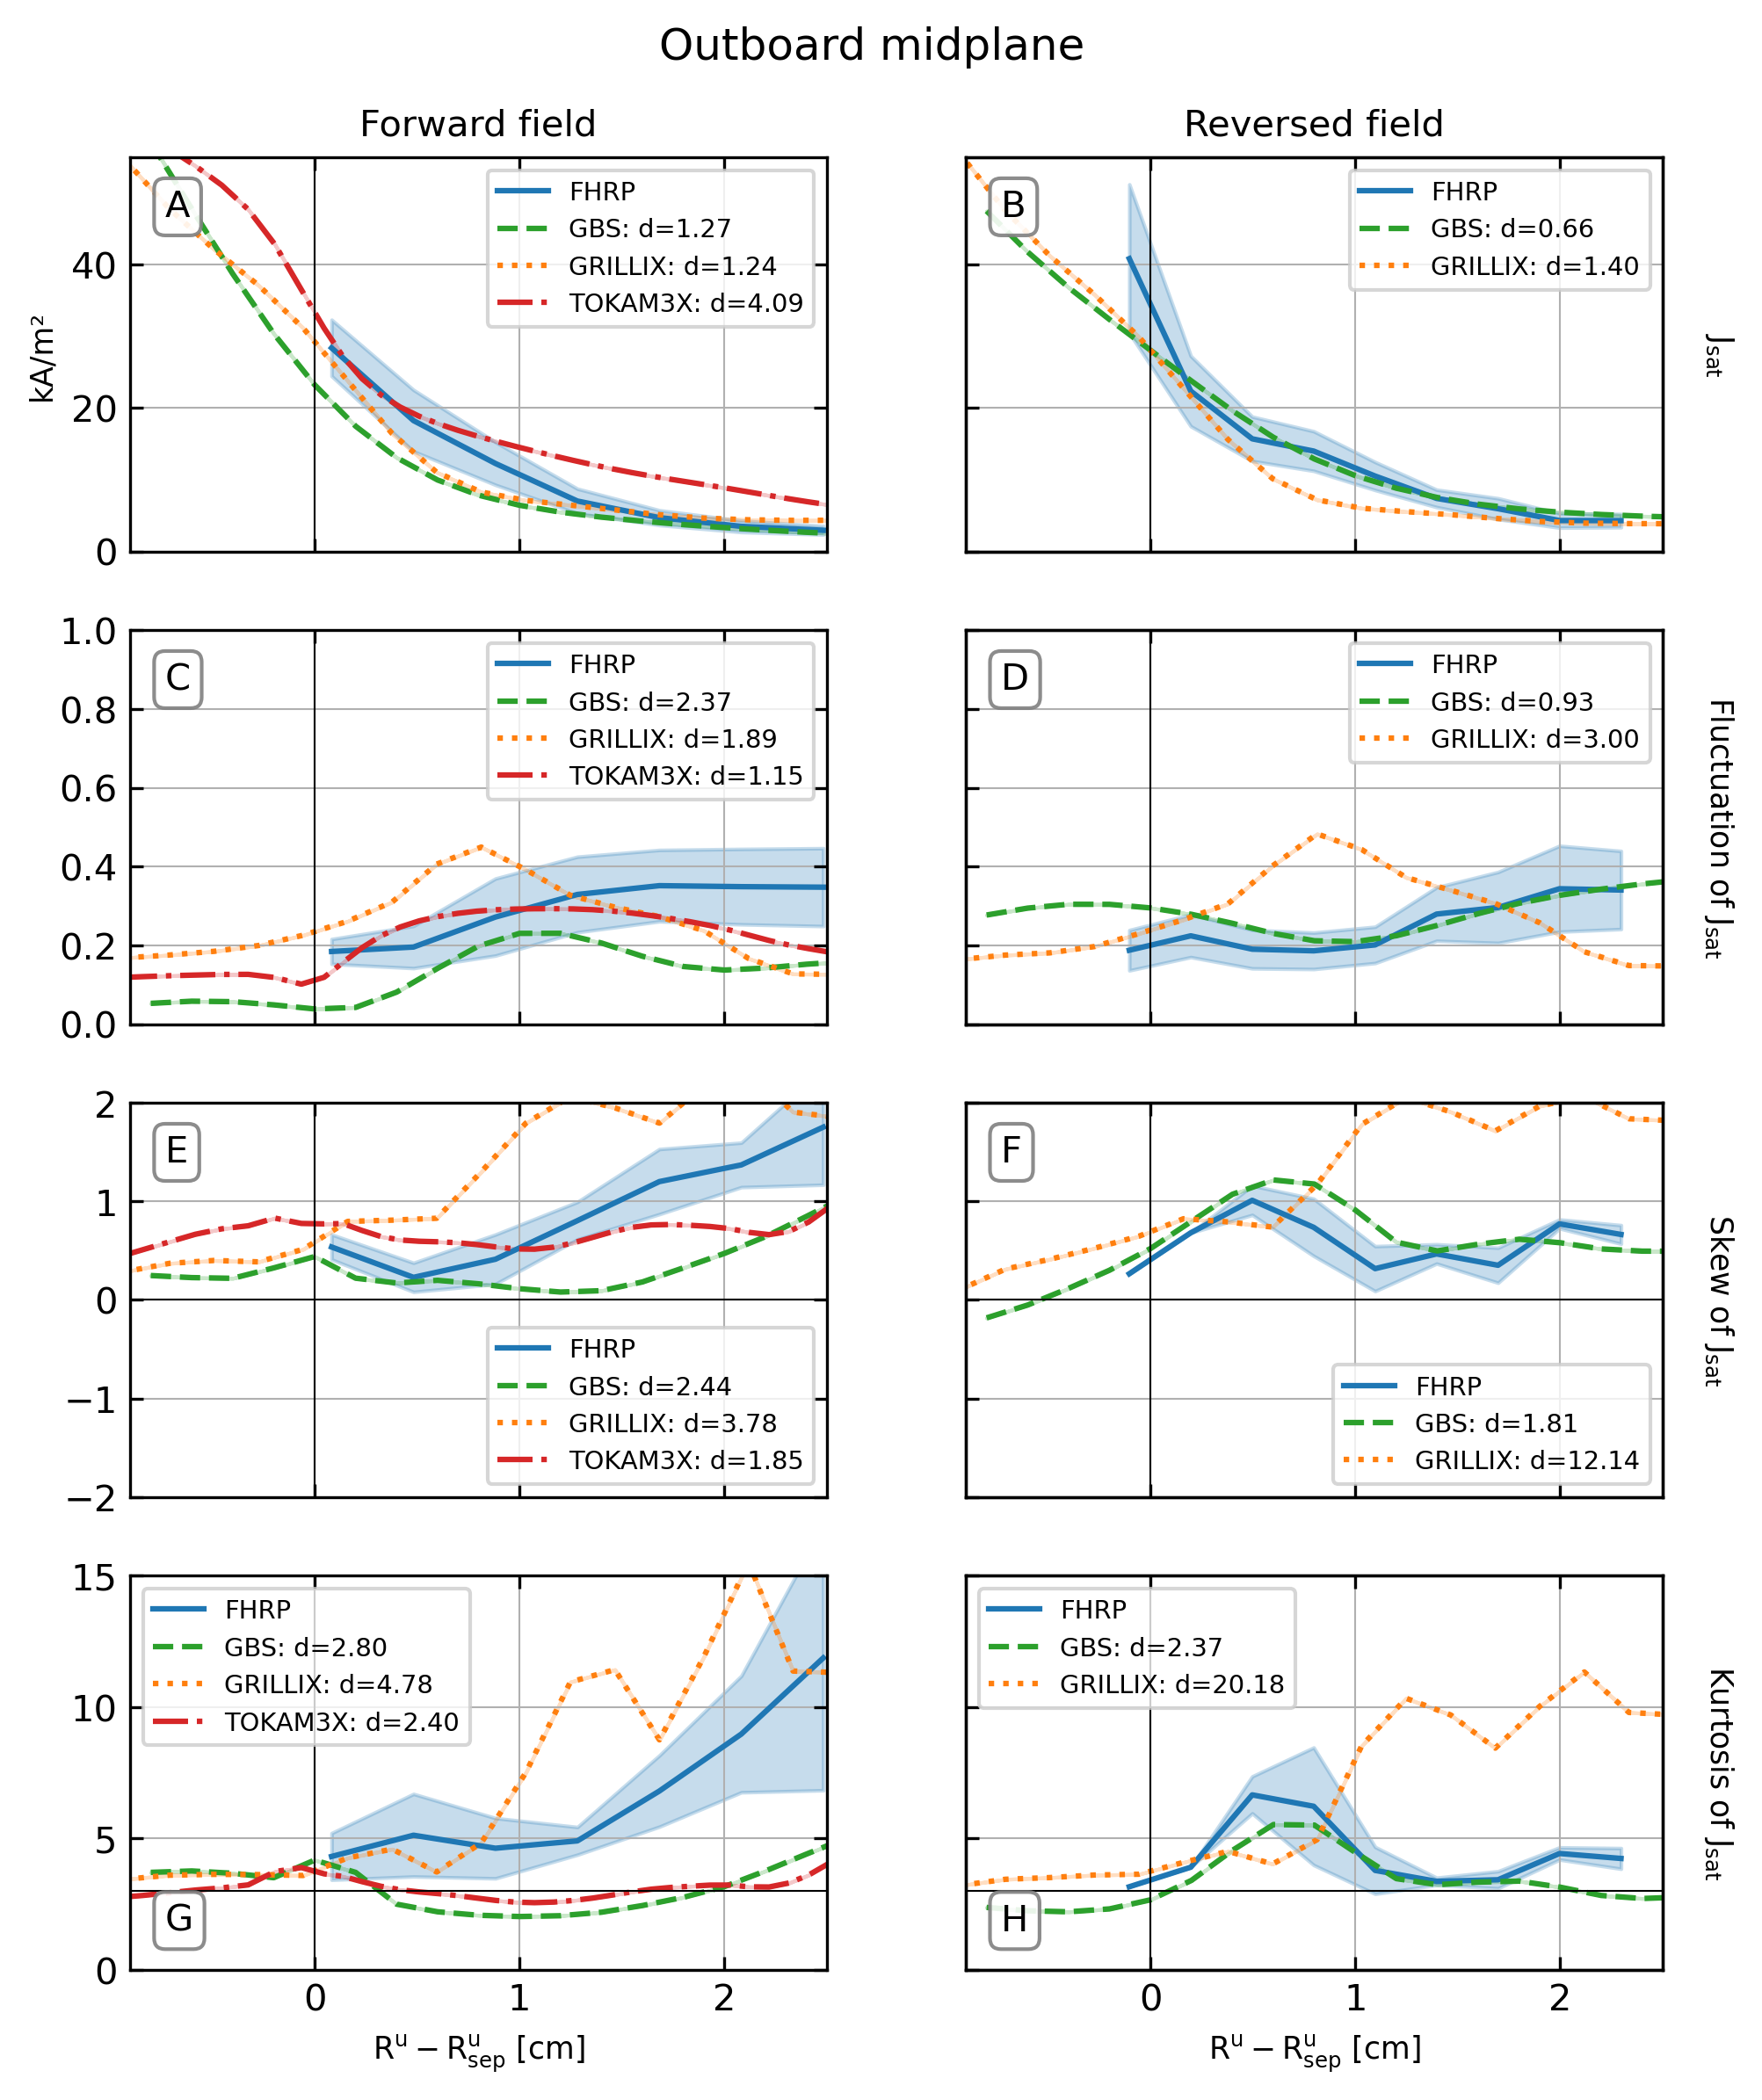 Outboard midplane
Forward field
Reversed field
A
FHRP
GBS: d=1.27
GRILLIX: d=1.24
TOKAM3X: d=4.09
kA/m²
40
20
0
B
FHRP
GBS: d=0.66
GRILLIX: d=1.40
Jsat
C
FHRP
GBS: d=2.37
GRILLIX: d=1.89
TOKAM3X: d=1.15
1.0
0.8
0.6
0.4
0.2
0.0
D
FHRP
GBS: d=0.93
GRILLIX: d=3.00
Fluctuation of Jsat
E
FHRP
GBS: d=2.44
GRILLIX: d=3.78
TOKAM3X: d=1.85
2
1
0
−1
−2
F
FHRP
GBS: d=1.81
GRILLIX: d=12.14
Skew of Jsat
FHRP
GBS: d=2.80
GRILLIX: d=4.78
TOKAM3X: d=2.40
G
15
10
5
0
FHRP
GBS: d=2.37
GRILLIX: d=20.18
H
Kurtosis of Jsat
0 1 2
0 1 2
Rᵘ − Rᵘsep [cm]
Rᵘ − Rᵘsep [cm]